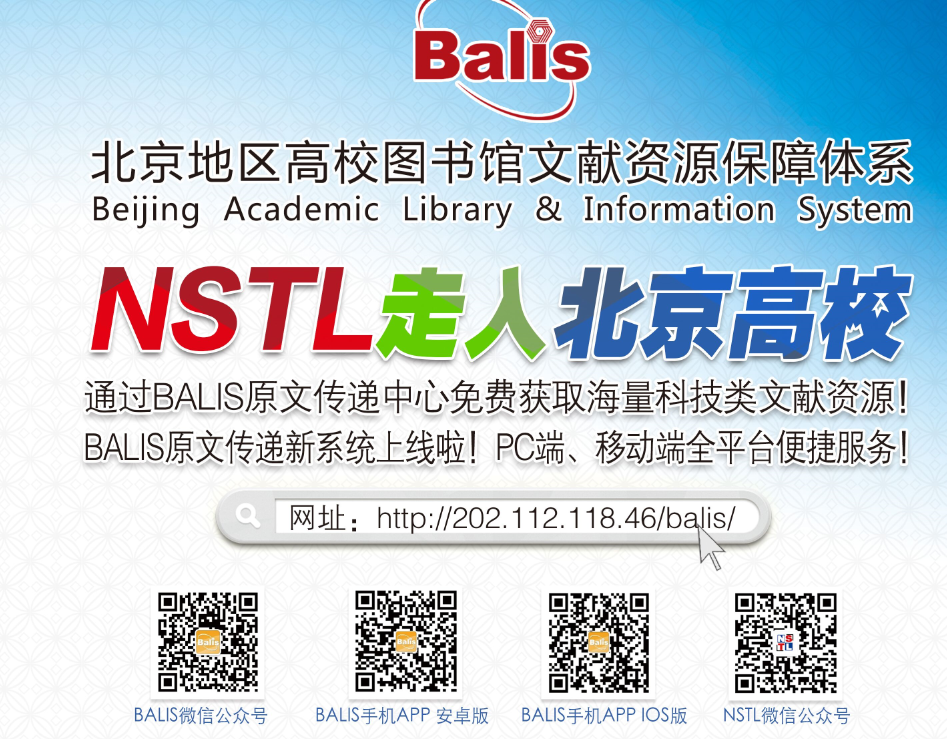 Balis
北京地区高校图书馆文献资源保障体系
Beijing Academic Library & Information System
NSTL走人北京高校
通过BALIS原文传递中心免费获取海量科技类文献资源！
BALIS原文传递新系统上线啦！PC端、移动端全平台便捷服务！
网址：http://202.112.118.46/balis/
Balis
Balis
Balis
NS
TL
BALIS微信公众号
BALIS手机APP 安卓版
BALIS手机APP IOS版
NSTL微信公众号